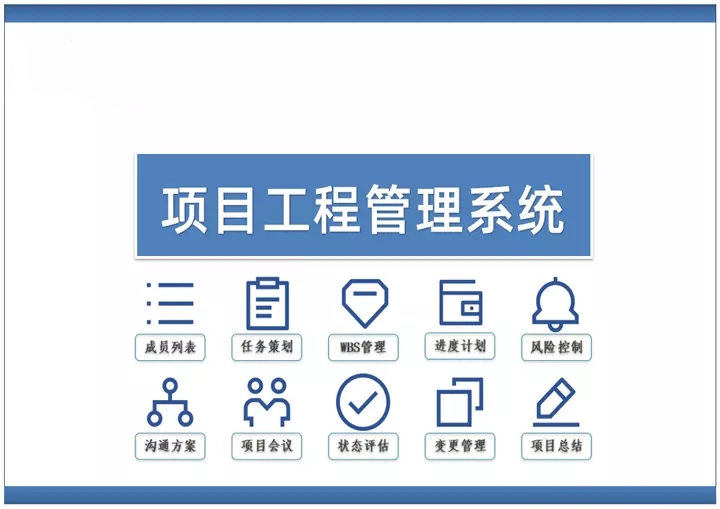 项目工程管理系统
成员列表 任务策划 WBS管理 进度计划 风险控制
沟通方案 项目会议 状态评估 变更管理 项目总结